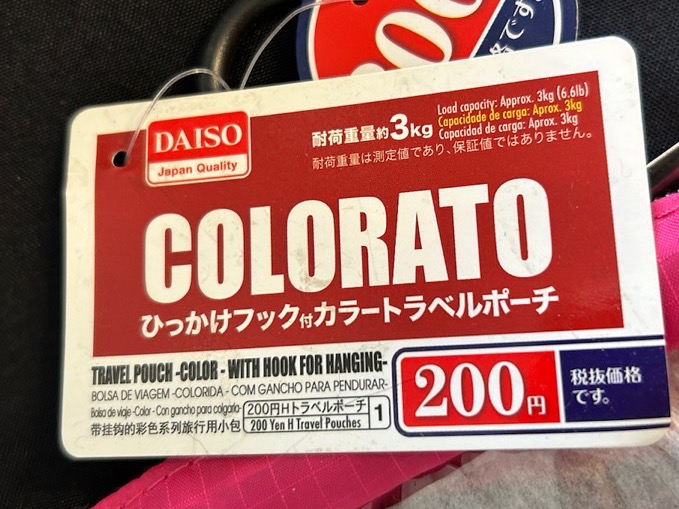 00
格です。
DAISO
Japan Quality
耐荷重量約3kg
Load capacity: Approx. 3kg (6.6lb)
Capacidade de carga: Aprox. 3kg
Capacidad de carga: Aprox. 3kg
耐荷重量は測定値であり、保証値ではありません。
COLORATO
ひっかけフック付カラートラベルポーチ
TRAVEL POUCH -COLOR - WITH HOOK FOR HANGING-
BOLSA DE VIAGEM -COLORIDA - COM GANCHO PARA PENDURAR-
Bolsa de viaje -Color - Con gancho para colgarlo-
带挂钩的彩色系列旅行用小包
200円Hトラベルポーチ
200 Yen H Travel Pouches
1
200円
税抜価格
です。